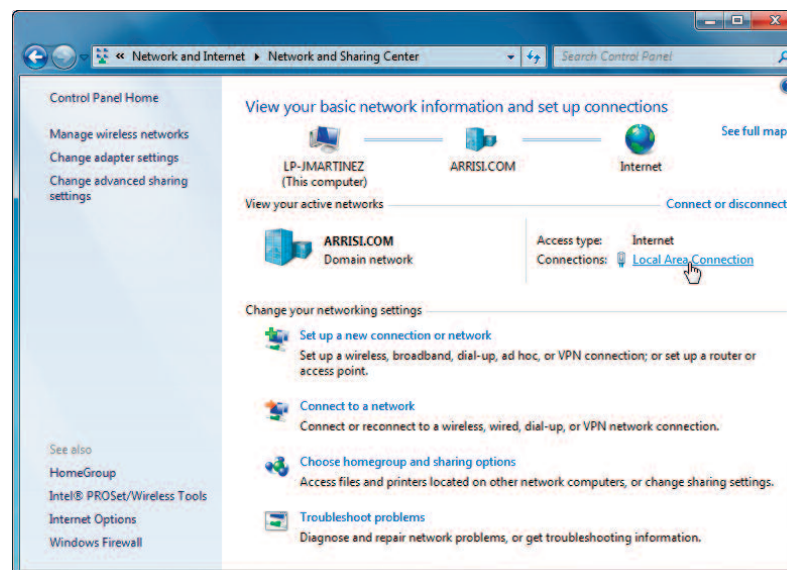 « Network and Internet ▸ Network and Sharing Center
Search Control Panel
Control Panel Home
Manage wireless networks
Change adapter settings
Change advanced sharing
settings
See also
HomeGroup
Intel® PROSet/Wireless Tools
Internet Options
Windows Firewall
View your basic network information and set up connections
See full map
LP-JMARTINEZ
(This computer)
ARRISI.COM
Internet
View your active networks
Connect or disconnect
ARRISI.COM
Domain network
Access type: Internet
Connections: Local Area Connection
Change your networking settings
Set up a new connection or network
Set up a wireless, broadband, dial-up, ad hoc, or VPN connection; or set up a router or
access point.
Connect to a network
Connect or reconnect to a wireless, wired, dial-up, or VPN network connection.
Choose homegroup and sharing options
Access files and printers located on other network computers, or change sharing settings.
Troubleshoot problems
Diagnose and repair network problems, or get troubleshooting information.